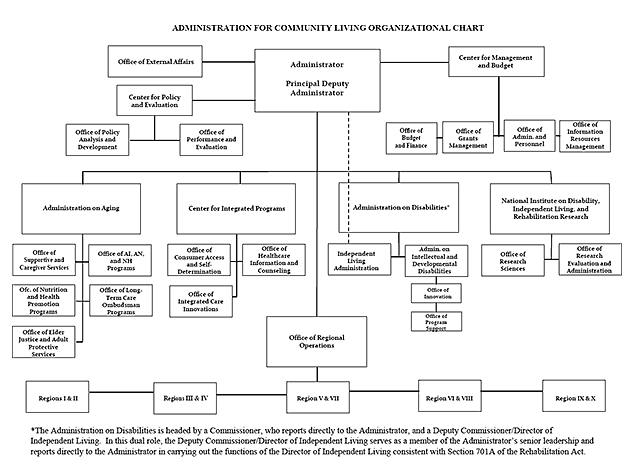 ADMINISTRATION FOR COMMUNITY LIVING ORGANIZATIONAL CHART
Office of External Affairs
Administrator
Principal Deputy
Administrator
Center for Management
and Budget
Center for Policy
and Evaluation
Office of Policy
Analysis and
Development
Office of
Performance and
Evaluation
Office of
Budget
and Finance
Office of
Grants
Management
Office of
Admin. and
Personnel
Office of
Information
Resources
Management
Administration on Aging
Center for Integrated Programs
Administration on Disabilities*
National Institute on Disability,
Independent Living, and
Rehabilitation Research
Office of
Supportive and
Caregiver Services
Office of AI, AN,
and NH
Programs
Ofc. of Nutrition and
Health Promotion
Programs
Office of Long-
Term Care
Ombudsman Programs
Office of Elder
Justice and Adult
Protective
Services
Office of
Consumer Access
and Self-
Determination
Office of
Healthcare
Information and
Counseling
Office of
Integrated Care
Innovations
Independent
Living
Administration
Admin. on
Intellectual and
Developmental
Disabilities
Office of
Innovation
Office of
Program
Support
Office of
Research
Sciences
Office of
Research
Evaluation and
Administration
Office of Regional
Operations
Regions I & II
Regions III & IV
Region V & VII
Region VI & VIII
Region IX & X
*The Administration on Disabilities is headed by a Commissioner, who reports directly to the Administrator, and a Deputy Commissioner/Director of
Independent Living. In this dual role, the Deputy Commissioner/Director of Independent Living serves as a member of the Administrator's senior leadership and
reports directly to the Administrator in carrying out the functions of the Director of Independent Living consistent with Section 701A of the Rehabilitation Act.